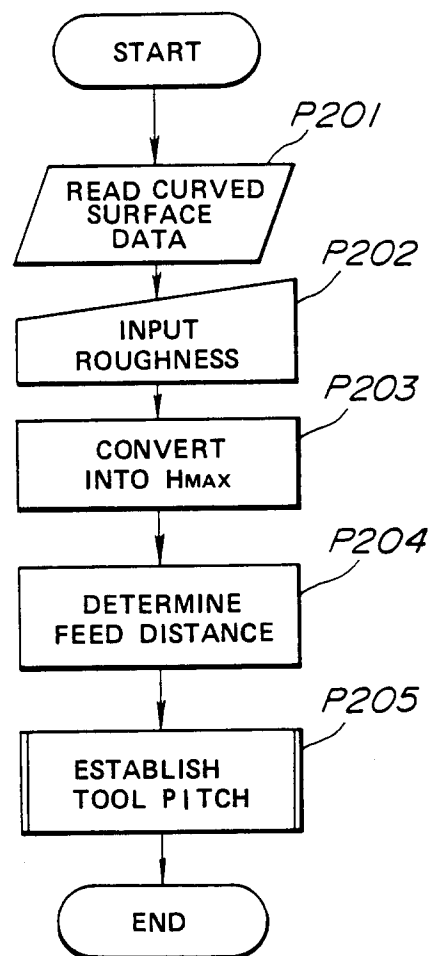 START
P201
READ CURVED
SURFACE
DATA
P202
INPUT
ROUGHNESS
P203
CONVERT
INTO HMAX
P204
DETERMINE
FEED DISTANCE
P205
ESTABLISH
TOOL PITCH
END